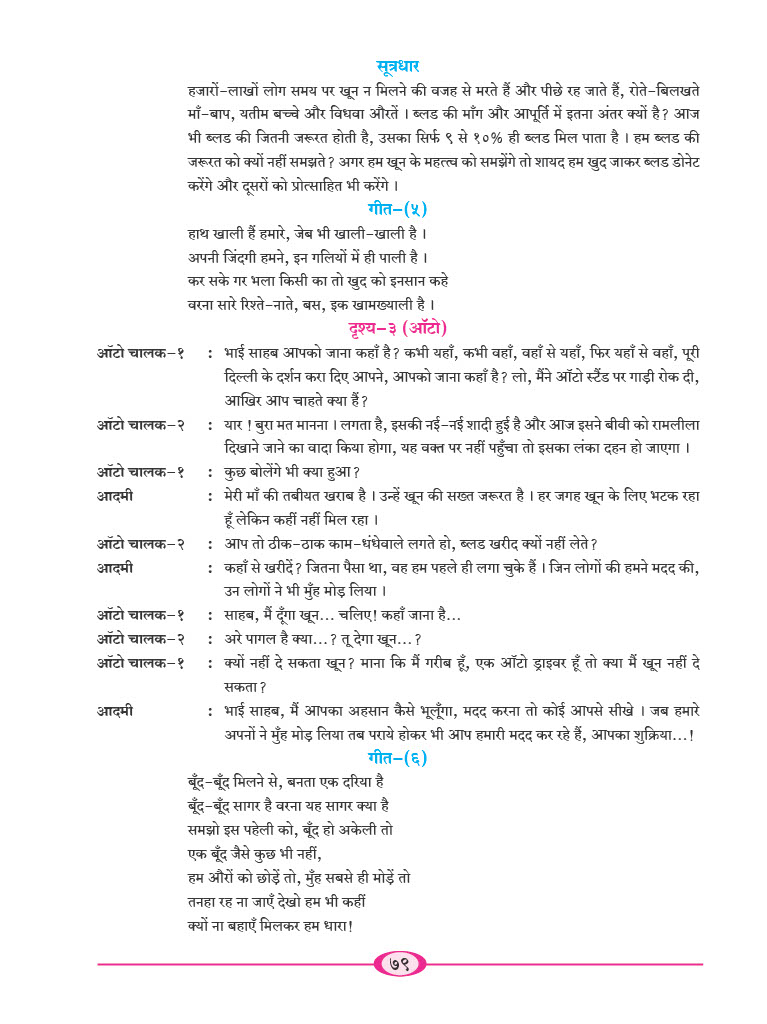 सूत्रधार
हजारों-लाखों लोग समय पर खून न मिलने की वजह से मरते हैं और पीछे रह जाते हैं, रोते-बिलखते
माँ-बाप, यतीम बच्चे और विधवा औरतें । ब्लड की माँग और आपूर्ति में इतना अंतर क्यों है? आज
भी ब्लड की जितनी जरूरत होती है, उसका सिर्फ ९ से १०% ही ब्लड मिल पाता है । हम ब्लड की
जरूरत को क्यों नहीं समझते? अगर हम खून के महत्त्व को समझेंगे तो शायद हम खुद जाकर ब्लड डोनेट
करेंगे और दूसरों को प्रोत्साहित भी करेंगे ।
गीत-(५)
हाथ खाली हैं हमारे, जेब भी खाली-खाली है ।
अपनी जिंदगी हमने, इन गलियों में ही पाली है ।
कर सके गर भला किसी का तो खुद को इनसान कहे
वरना सारे रिश्ते-नाते, बस, इक खामख्याली है ।
दृश्य-३ (ऑटो)
ऑटो चालक-१ : भाई साहब आपको जाना कहाँ है? कभी यहाँ, कभी वहाँ, वहाँ से यहाँ, फिर यहाँ से वहाँ, पूरी
दिल्ली के दर्शन करा दिए आपने, आपको जाना कहाँ है? लो, मैंने ऑटो स्टैंड पर गाड़ी रोक दी,
आखिर आप चाहते क्या हैं?
ऑटो चालक-२ : यार ! बुरा मत मानना । लगता है, इसकी नई-नई शादी हुई है और आज इसने बीवी को रामलीला
दिखाने जाने का वादा किया होगा, यह वक्त पर नहीं पहुँचा तो इसका लंका दहन हो जाएगा ।
ऑटो चालक-१ : कुछ बोलेंगे भी क्या हुआ?
आदमी : मेरी माँ की तबीयत खराब है । उन्हें खून की सख्त जरूरत है । हर जगह खून के लिए भटक रहा
हूँ लेकिन कहीं नहीं मिल रहा ।
ऑटो चालक-२ : आप तो ठीक-ठाक काम-धंधेवाले लगते हो, ब्लड खरीद क्यों नहीं लेते?
आदमी : कहाँ से खरीदें? जितना पैसा था, वह हम पहले ही लगा चुके हैं । जिन लोगों की हमने मदद की,
उन लोगों ने भी मुँह मोड़ लिया ।
ऑटो चालक-१ : साहब, मैं दूँगा खून... चलिए! कहाँ जाना है...
ऑटो चालक-२ : अरे पागल है क्या...? तू देगा खून...?
ऑटो चालक-१ : क्यों नहीं दे सकता खून? माना कि मैं गरीब हूँ, एक ऑटो ड्राइवर हूँ तो क्या मैं खून नहीं दे
सकता?
आदमी : भाई साहब, मैं आपका अहसान कैसे भूलूँगा, मदद करना तो कोई आपसे सीखे । जब हमारे
अपनों ने मुँह मोड़ लिया तब पराये होकर भी आप हमारी मदद कर रहे हैं, आपका शुक्रिया...!
गीत-(६)
बूँद-बूँद मिलने से, बनता एक दरिया है
बूँद-बूँद सागर है वरना यह सागर क्या है
समझो इस पहेली को, बूँद हो अकेली तो
एक बूँद जैसे कुछ भी नहीं,
हम औरों को छोड़ें तो, मुँह सबसे ही मोड़ें तो
तनहा रह ना जाएँ देखो हम भी कहीं
क्यों ना बहाएँ मिलकर हम धारा!
७९